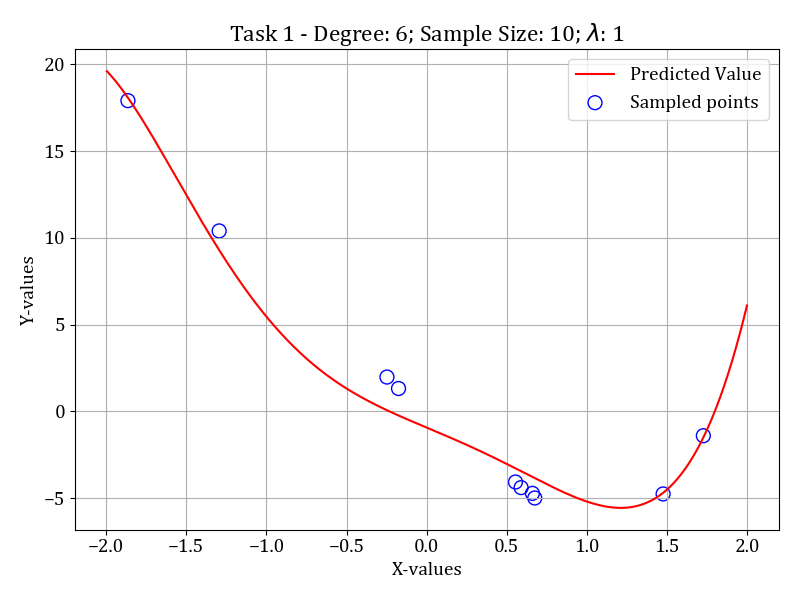 Task 1 - Degree: 6; Sample Size: 10; λ: 1
Predicted Value
Sampled points
20
15
10
5
0
−5
Y-values
−2.0 −1.5 −1.0 −0.5 0.0 0.5 1.0 1.5 2.0
X-values